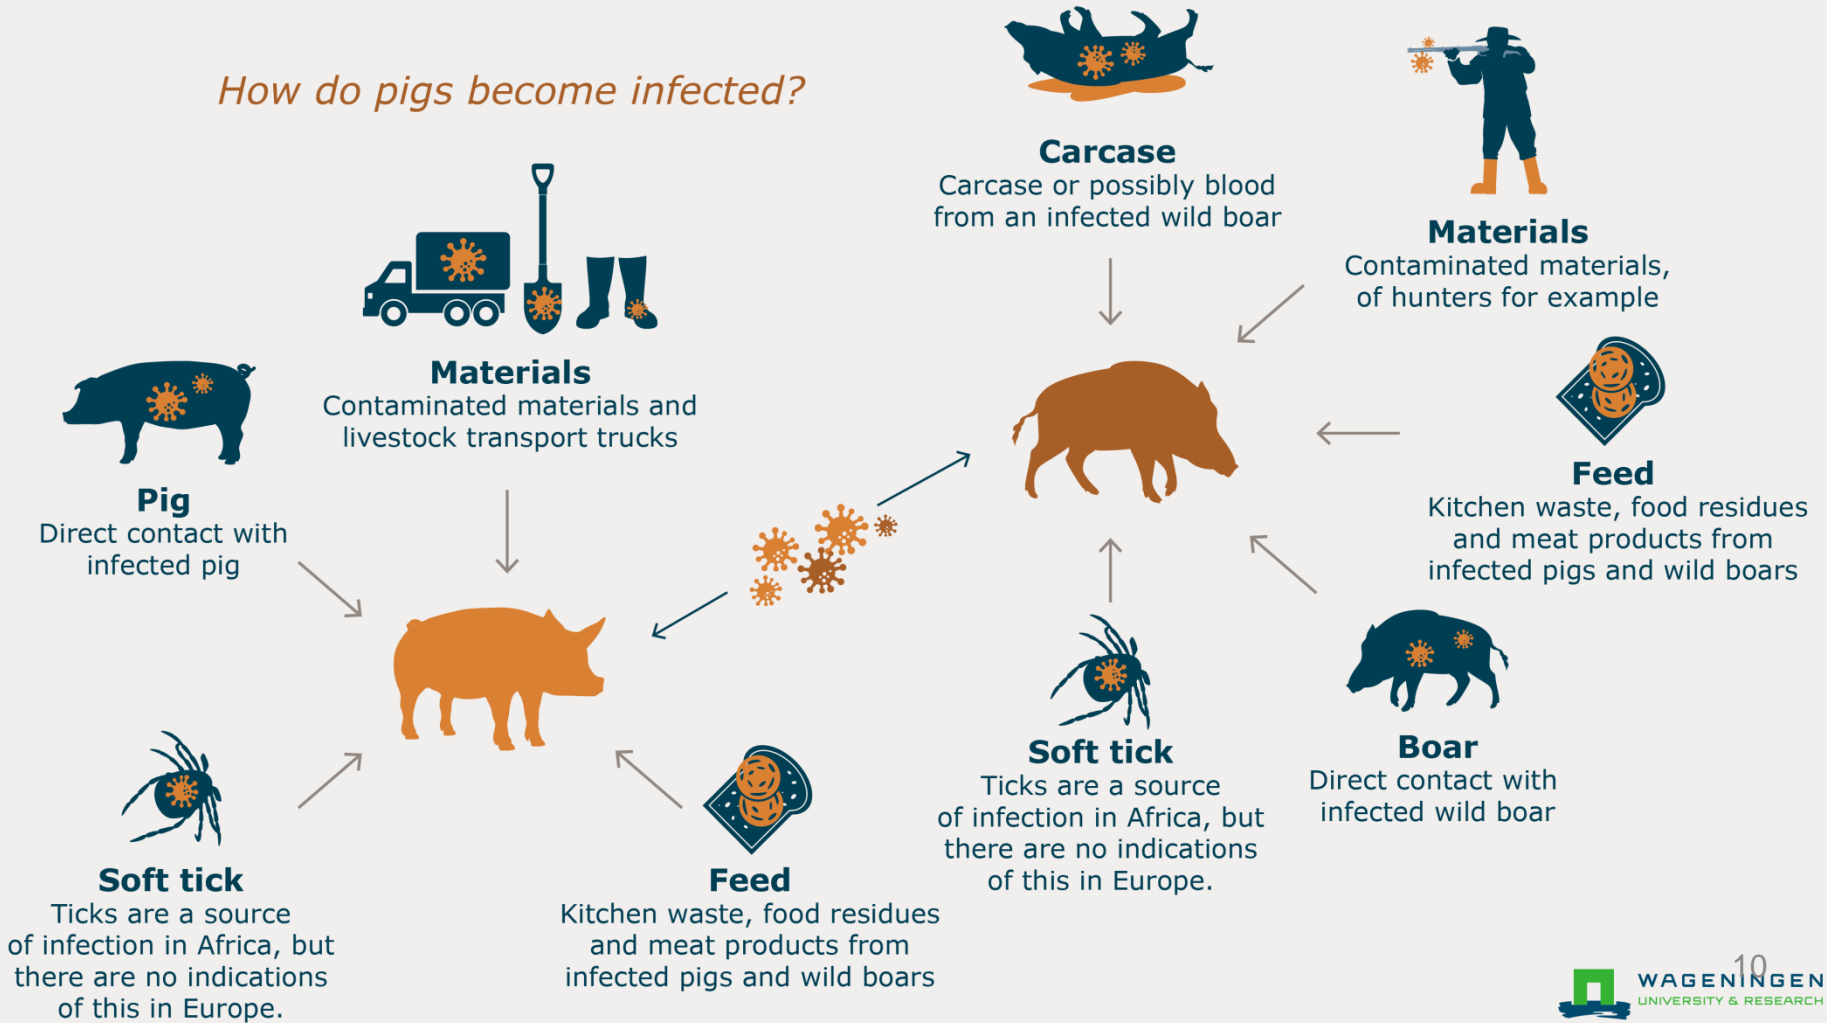 How do pigs become infected?
Carcase
Carcase or possibly blood
from an infected wild boar
Materials
Contaminated materials,
of hunters for example
Materials
Contaminated materials and
livestock transport trucks
Pig
Direct contact with
infected pig
Feed
Kitchen waste, food residues
and meat products from
infected pigs and wild boars
Soft tick
Ticks are a source
of infection in Africa, but
there are no indications
of this in Europe.
Boar
Direct contact with
infected wild boar
Soft tick
Ticks are a source
of infection in Africa, but
there are no indications
of this in Europe.
Feed
Kitchen waste, food residues
and meat products from
infected pigs and wild boars
10
WAGENINGEN
UNIVERSITY & RESEARCH